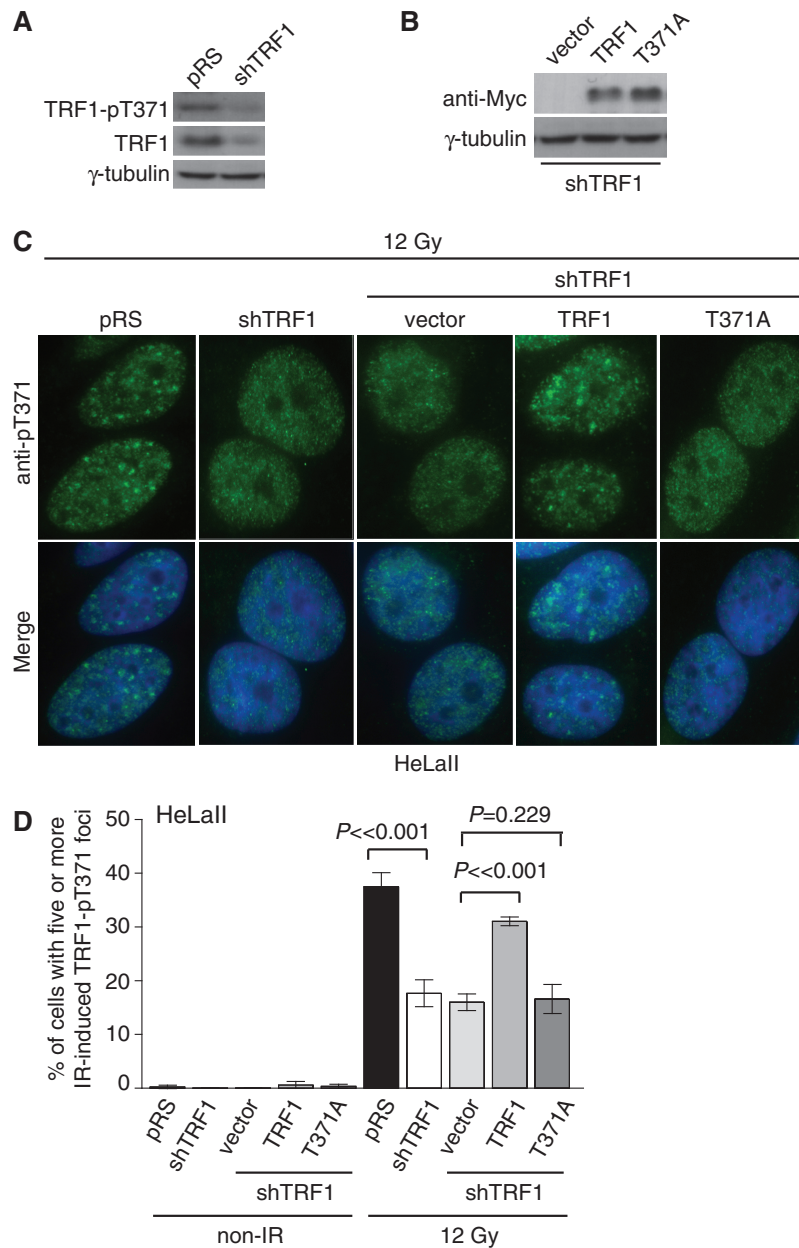 A
pRS shTRF1
TRF1-pT371
TRF1
γ-tubulin
B
vector TRF1 T371A
anti-Myc
γ-tubulin
shTRF1
C
12 Gy
shTRF1
pRS shTRF1 vector TRF1 T371A
anti-pT371
Merge
HeLaII
D
HeLaII
% of cells with five or more
IR-induced TRF1-pT371 foci
50
40
30
20
10
0
P<<0.001
P=0.229
P<<0.001
pRS shTRF1 vector TRF1 T371A pRS shTRF1 vector TRF1 T371A
shTRF1 shTRF1
non-IR 12 Gy